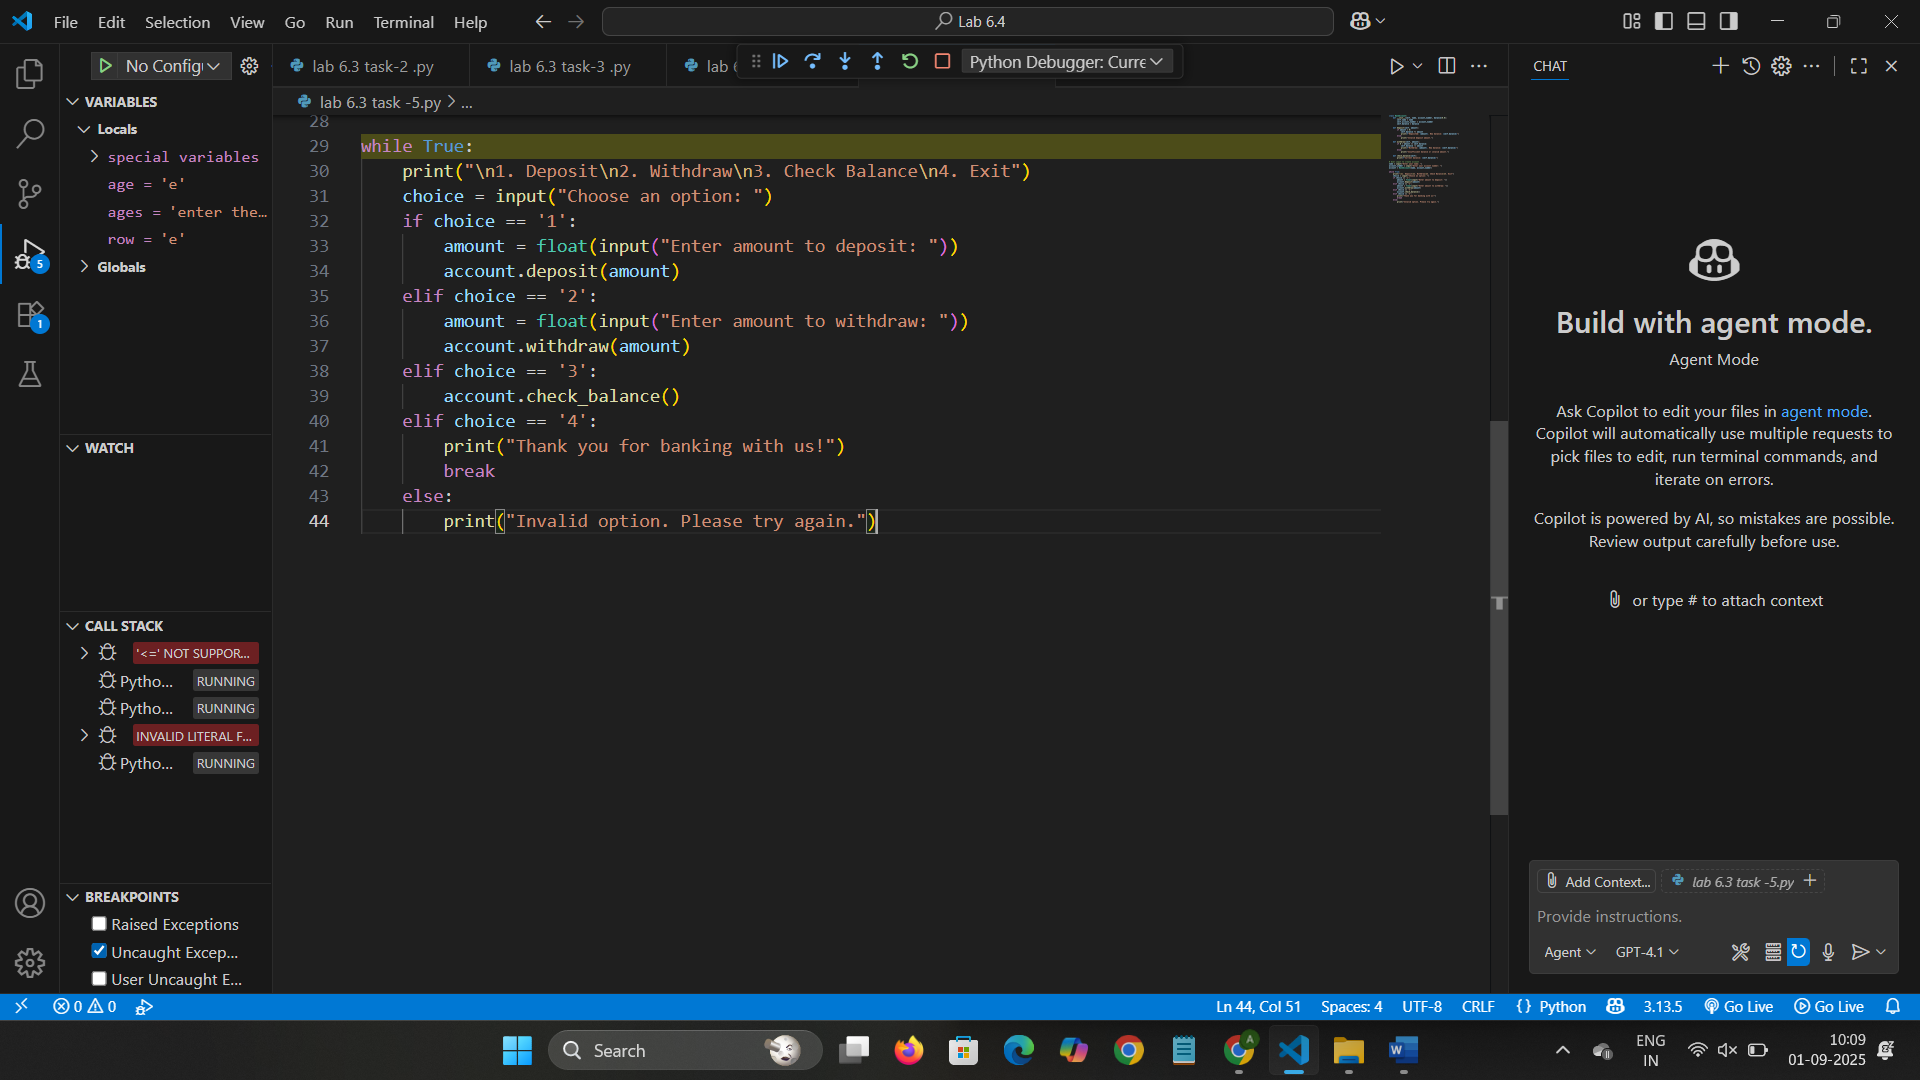 File Edit Selection View Go Run Terminal Help
Lab 6.4
No Config
lab 6.3 task-2 .py
lab 6.3 task-3 .py
lab 6
Python Debugger: Curre
CHAT
lab 6.3 task -5.py > ...
VARIABLES
Locals
special variables
age = 'e'
ages = 'enter the…
row = 'e'
Globals
WATCH
CALL STACK
'<=' NOT SUPPOR...
Pytho... RUNNING
Pytho... RUNNING
INVALID LITERAL F...
Pytho... RUNNING
BREAKPOINTS
Raised Exceptions
Uncaught Excep...
User Uncaught E...
28
29 while True:
30 print("\n1. Deposit\n2. Withdraw\n3. Check Balance\n4. Exit")
31 choice = input("Choose an option: ")
32 if choice == '1':
33 amount = float(input("Enter amount to deposit: "))
34 account.deposit(amount)
35 elif choice == '2':
36 amount = float(input("Enter amount to withdraw: "))
37 account.withdraw(amount)
38 elif choice == '3':
39 account.check_balance()
40 elif choice == '4':
41 print("Thank you for banking with us!")
42 break
43 else:
44 print("Invalid option. Please try again.")
Build with agent mode.
Agent Mode
Ask Copilot to edit your files in agent mode.
Copilot will automatically use multiple requests to
pick files to edit, run terminal commands, and
iterate on errors.
Copilot is powered by AI, so mistakes are possible.
Review output carefully before use.
or type # to attach context
Add Context...
lab 6.3 task -5.py +
Provide instructions.
Agent GPT-4.1
5
1
0 0
Ln 44, Col 51 Spaces: 4 UTF-8 CRLF {} Python 3.13.5 Go Live Go Live
Search
A
ENG
IN
10:09
01-09-2025